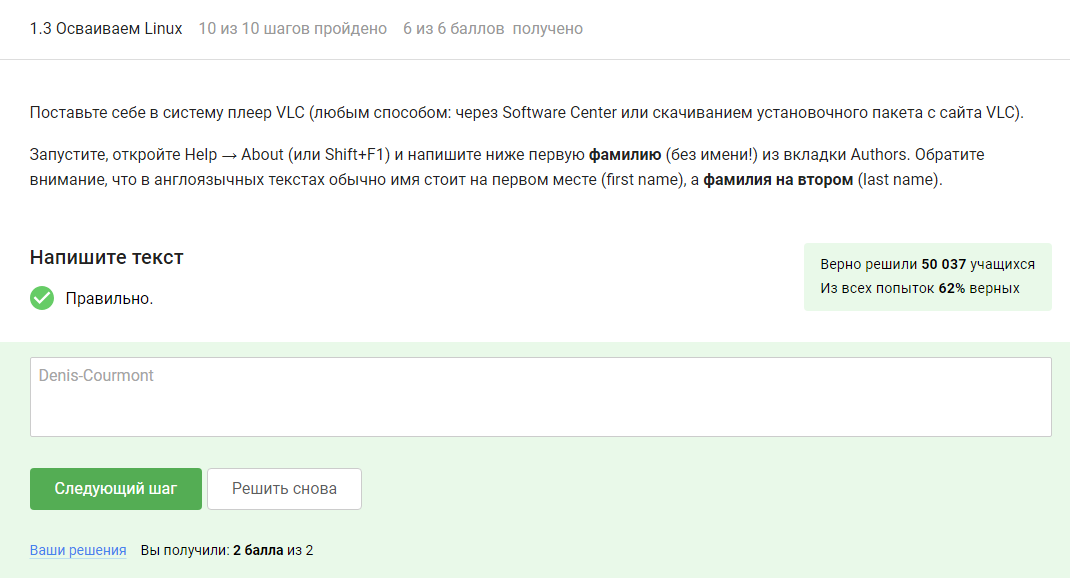 1.3 Осваиваем Linux 10 из 10 шагов пройдено 6 из 6 баллов получено
Поставьте себе в систему плеер VLC (любым способом: через Software Center или скачиванием установочного пакета с сайта VLC).
Запустите, откройте Help → About (или Shift+F1) и напишите ниже первую фамилию (без имени!) из вкладки Authors. Обратите
внимание, что в англоязычных текстах обычно имя стоит на первом месте (first name), а фамилия на втором (last name).
Напишите текст
Правильно.
Верно решили 50 037 учащихся
Из всех попыток 62% верных
Denis-Courmont
Следующий шаг Решить снова
Ваши решения Вы получили: 2 балла из 2